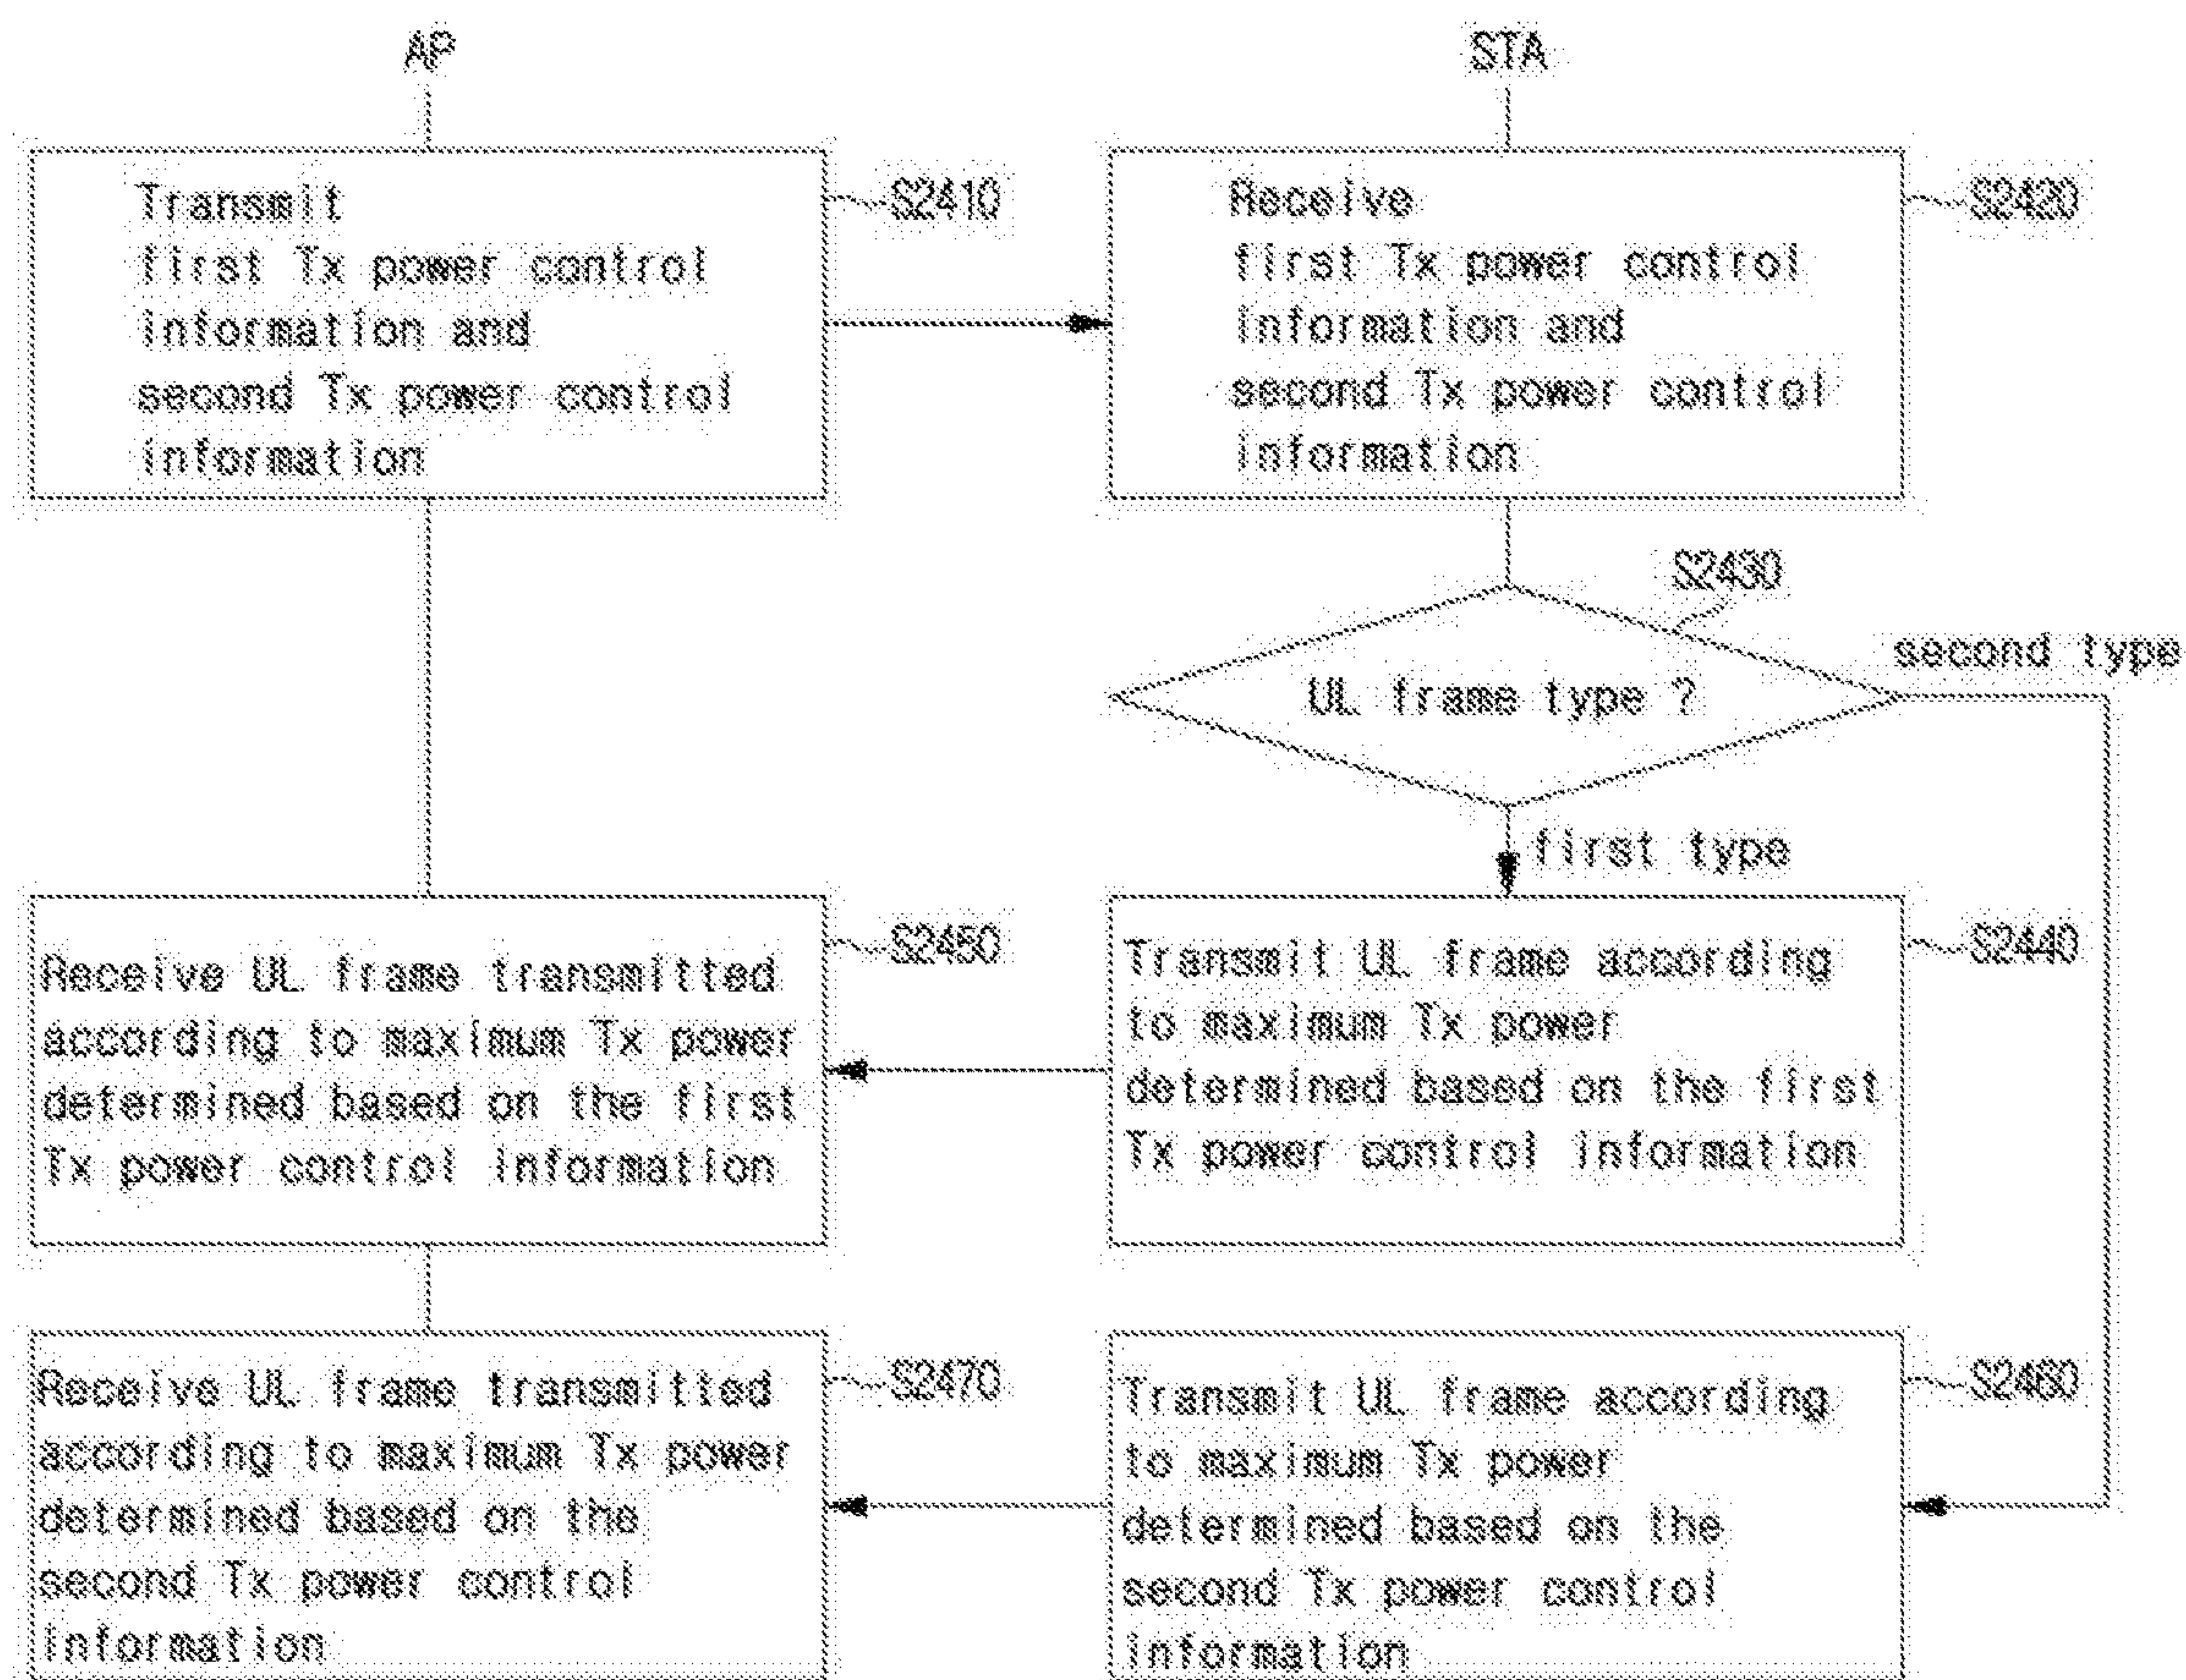 AP
STA
Transmit
first Tx power control
information and
second Tx power control
information
S2410
Receive
first Tx power control
information and
second Tx power control
information
S2420
S2430
UL frame type ?
second type
first type
Receive UL frame transmitted
according to maximum Tx power
determined based on the first
Tx power control information
S2450
Transmit UL frame according
to maximum Tx power
determined based on the first
Tx power control information
S2440
Receive UL frame transmitted
according to maximum Tx power
determined based on the
second Tx power control
information
S2470
Transmit UL frame according
to maximum Tx power
determined based on the
second Tx power control
information
S2460